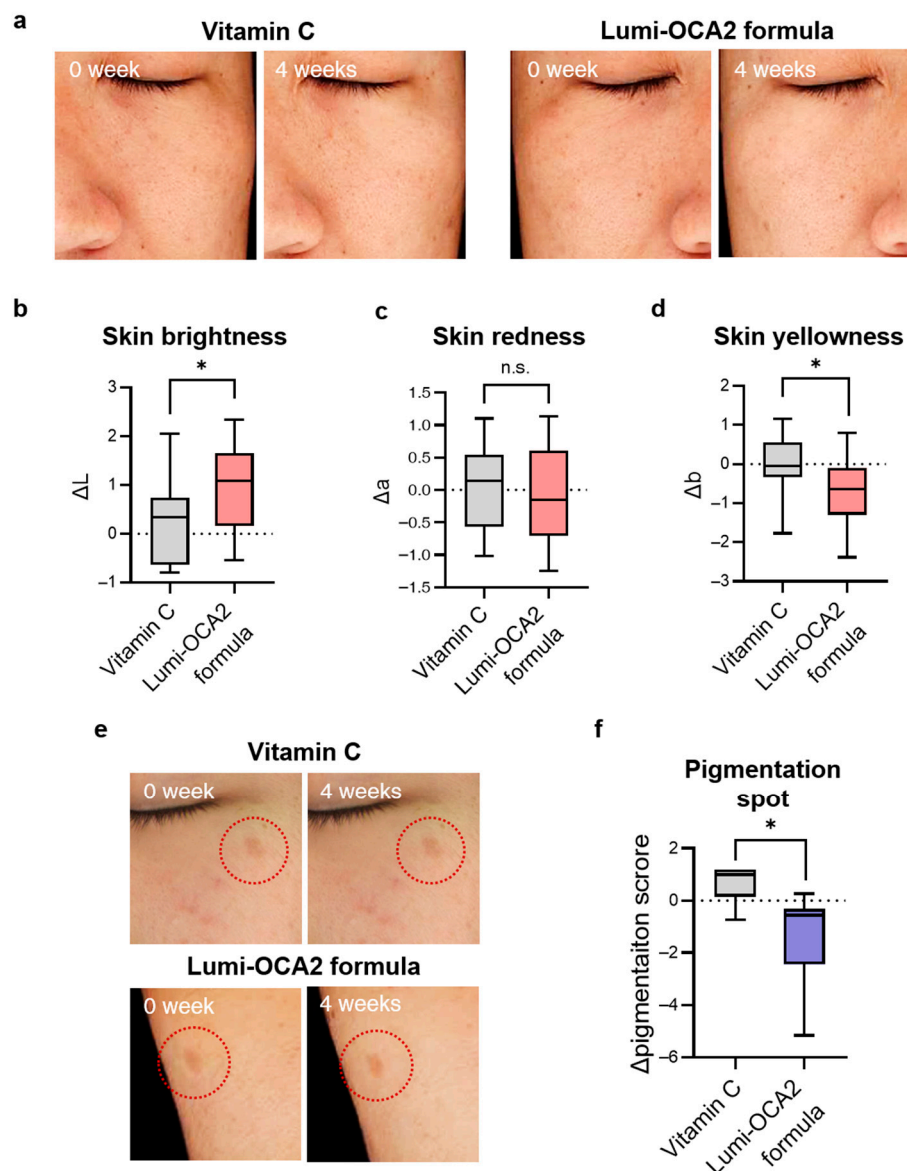 a
Vitamin C
Lumi-OCA2 formula
0 week
4 weeks
0 week
4 weeks
b
Skin brightness
*
ΔL
3
2
1
0
−1
Vitamin C
Lumi-OCA2
formula
c
Skin redness
n.s.
Δa
1.5
1.0
0.5
0.0
−0.5
−1.0
−1.5
Vitamin C
Lumi-OCA2
formula
d
Skin yellowness
*
Δb
2
1
0
−1
−2
−3
Vitamin C
Lumi-OCA2
formula
e
Vitamin C
0 week
4 weeks
Lumi-OCA2 formula
0 week
4 weeks
f
Pigmentation
spot
*
Δpigmentaiton scrore
2
0
−2
−4
−6
Vitamin C
Lumi-OCA2
formula